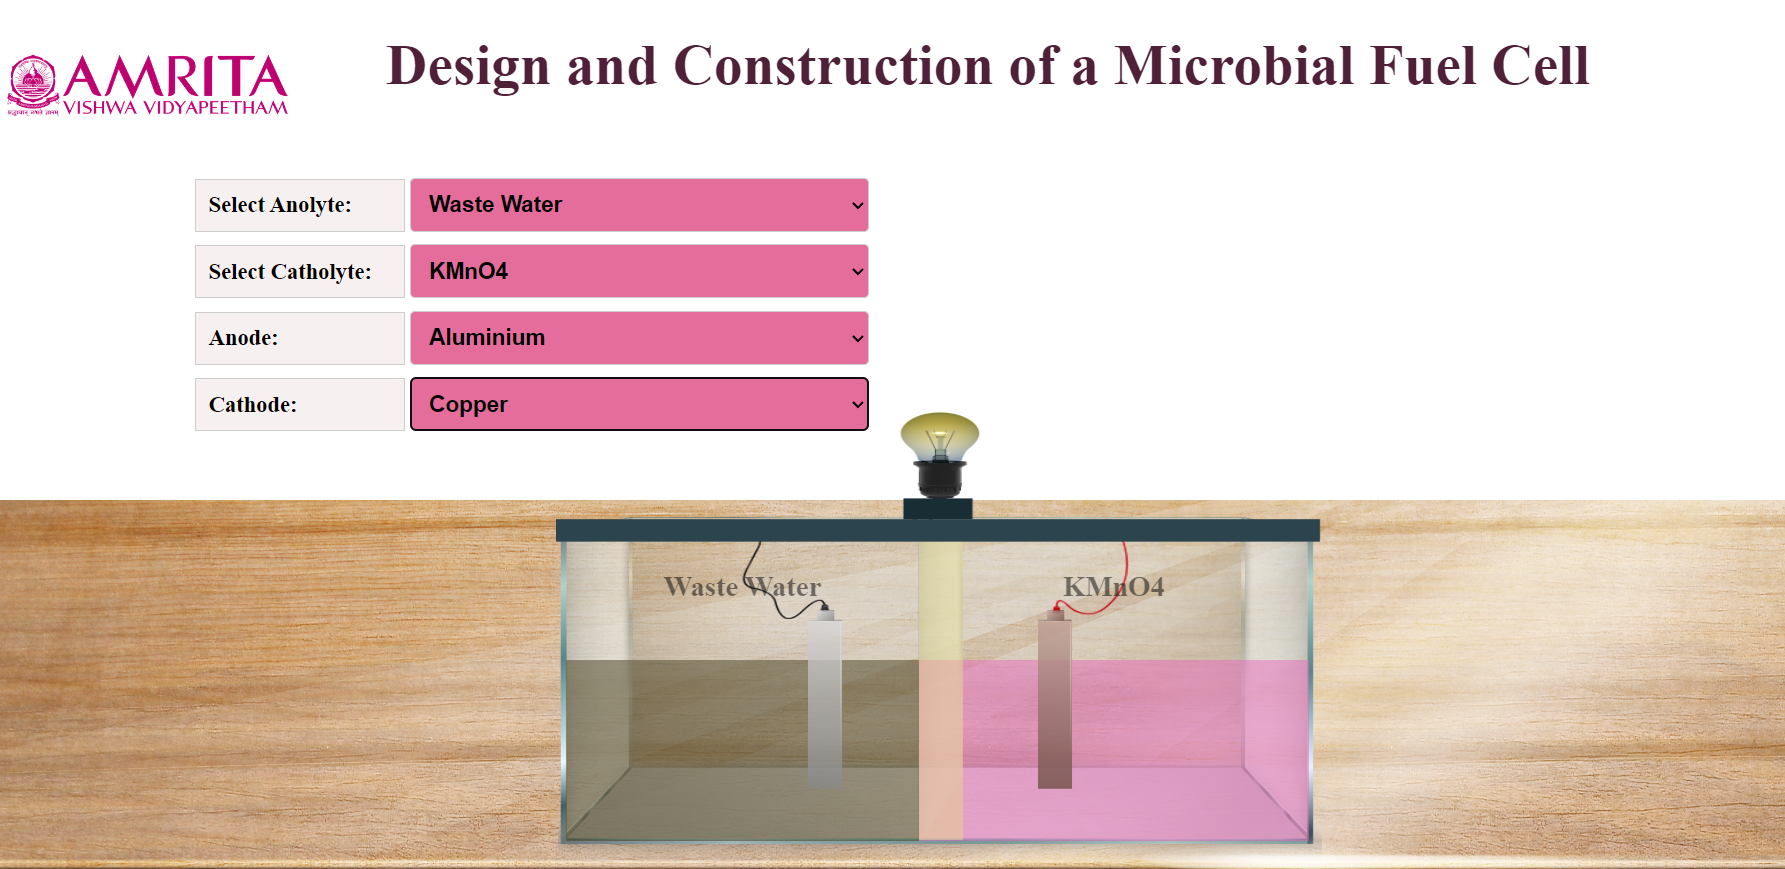 Design and Construction of a Microbial Fuel Cell
AMRITA
VISHWA VIDYAPEETHAM
Select Anolyte:
Waste Water
Select Catholyte:
KMnO4
Anode:
Aluminium
Cathode:
Copper
Waste Water
KMnO4